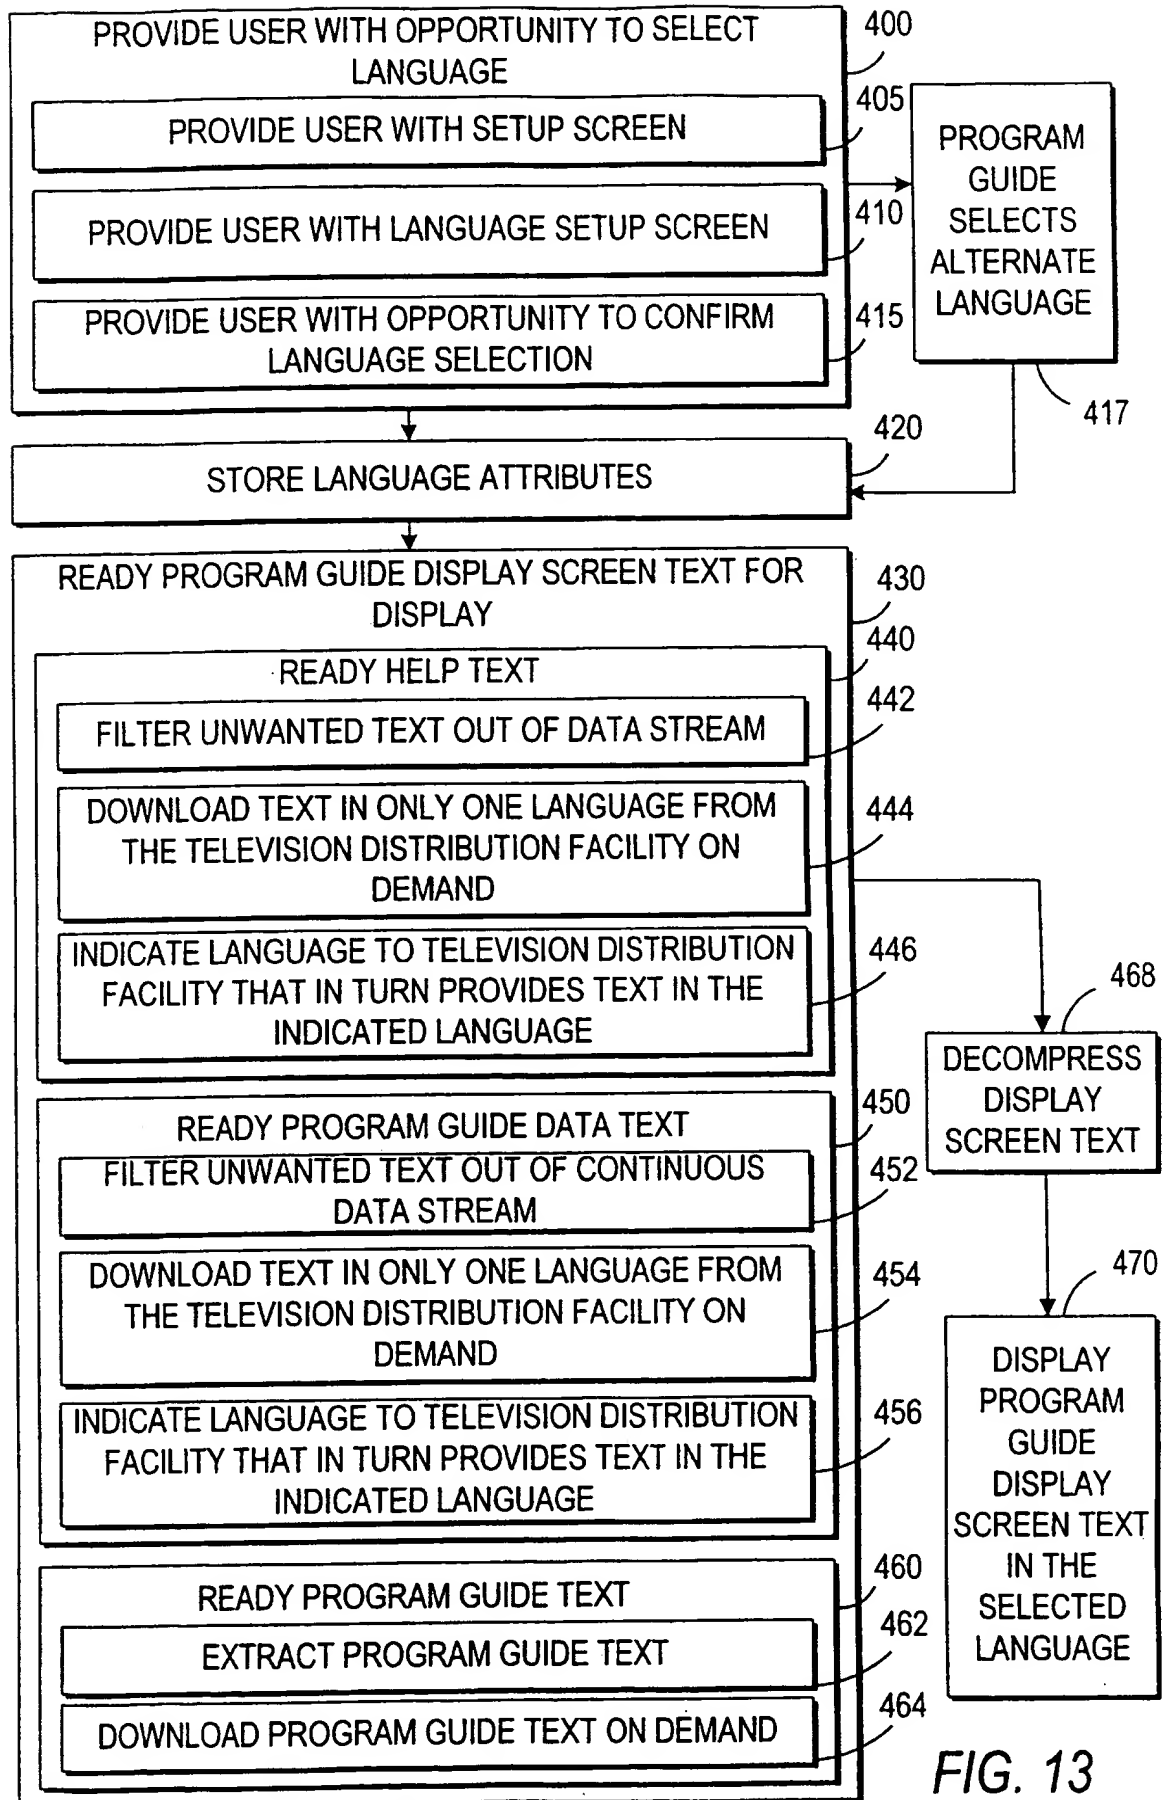 PROVIDE USER WITH OPPORTUNITY TO SELECT
LANGUAGE
400
PROVIDE USER WITH SETUP SCREEN
405
PROVIDE USER WITH LANGUAGE SETUP SCREEN
410
PROVIDE USER WITH OPPORTUNITY TO CONFIRM
LANGUAGE SELECTION
415
PROGRAM
GUIDE
SELECTS
ALTERNATE
LANGUAGE
417
STORE LANGUAGE ATTRIBUTES
420
READY PROGRAM GUIDE DISPLAY SCREEN TEXT FOR
DISPLAY
430
READY HELP TEXT
440
FILTER UNWANTED TEXT OUT OF DATA STREAM
442
DOWNLOAD TEXT IN ONLY ONE LANGUAGE FROM
THE TELEVISION DISTRIBUTION FACILITY ON
DEMAND
444
INDICATE LANGUAGE TO TELEVISION DISTRIBUTION
FACILITY THAT IN TURN PROVIDES TEXT IN THE
INDICATED LANGUAGE
446
READY PROGRAM GUIDE DATA TEXT
450
FILTER UNWANTED TEXT OUT OF CONTINUOUS
DATA STREAM
452
DOWNLOAD TEXT IN ONLY ONE LANGUAGE FROM
THE TELEVISION DISTRIBUTION FACILITY ON
DEMAND
454
INDICATE LANGUAGE TO TELEVISION DISTRIBUTION
FACILITY THAT IN TURN PROVIDES TEXT IN THE
INDICATED LANGUAGE
456
READY PROGRAM GUIDE TEXT
460
EXTRACT PROGRAM GUIDE TEXT
462
DOWNLOAD PROGRAM GUIDE TEXT ON DEMAND
464
468
DECOMPRESS
DISPLAY
SCREEN TEXT
470
DISPLAY
PROGRAM
GUIDE
DISPLAY
SCREEN TEXT
IN THE
SELECTED
LANGUAGE
FIG. 13